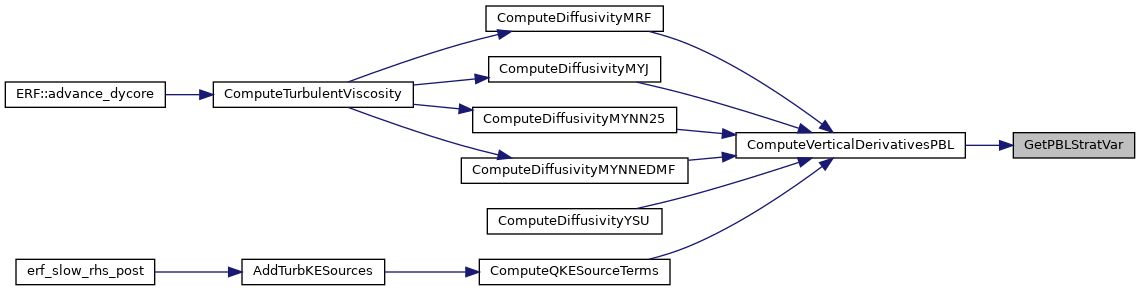 ComputeDiffusivityMRF
ComputeDiffusivityMYJ
ERF::advance_dycore
ComputeTurbulentViscosity
ComputeDiffusivityMYNN25
ComputeVerticalDerivativesPBL
GetPBLStratVar
ComputeDiffusivityMYNNEDMF
ComputeDiffusivityYSU
erf_slow_rhs_post
AddTurbKESources
ComputeQKESourceTerms